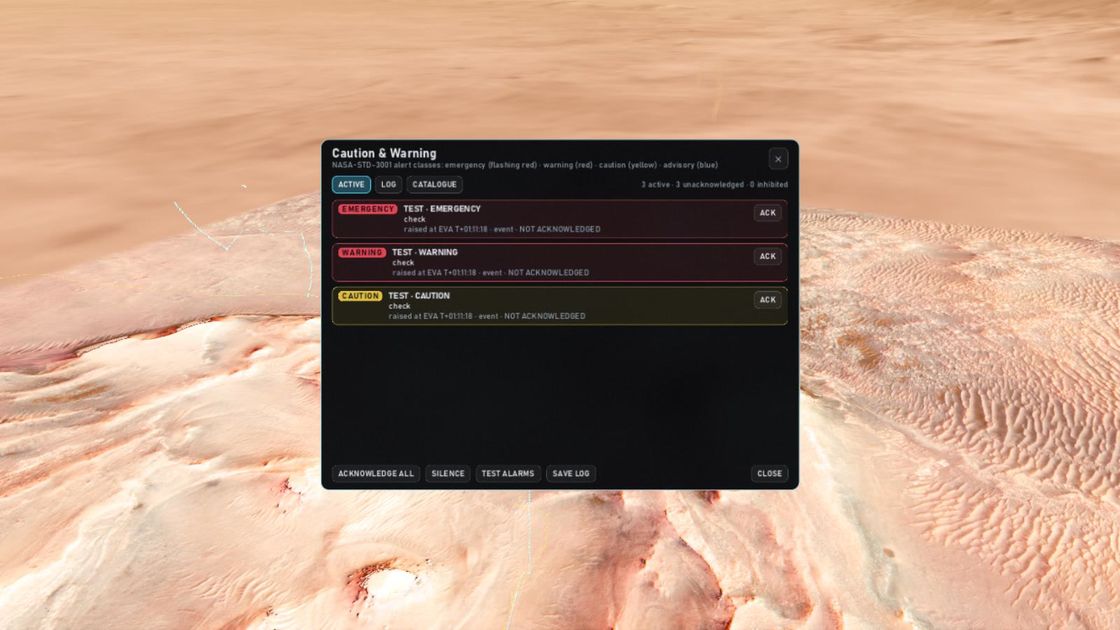 Caution & Warning
NASA-STD-3001 alert classes: emergency (flashing red) · warning (red) · caution (yellow) · advisory (blue)
×
ACTIVE LOG CATALOGUE 3 active · 3 unacknowledged · 0 inhibited
EMERGENCY TEST · EMERGENCY ACK
check
raised at EVA T+01:11:18 · event · NOT ACKNOWLEDGED
WARNING TEST · WARNING ACK
check
raised at EVA T+01:11:18 · event · NOT ACKNOWLEDGED
CAUTION TEST · CAUTION ACK
check
raised at EVA T+01:11:18 · event · NOT ACKNOWLEDGED
ACKNOWLEDGE ALL SILENCE TEST ALARMS SAVE LOG CLOSE